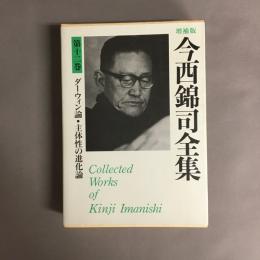 増補版
今西錦司全集
第十二巻
ダーウィン論・主体性の進化論
Collected
Works
of
Kinji Imanishi